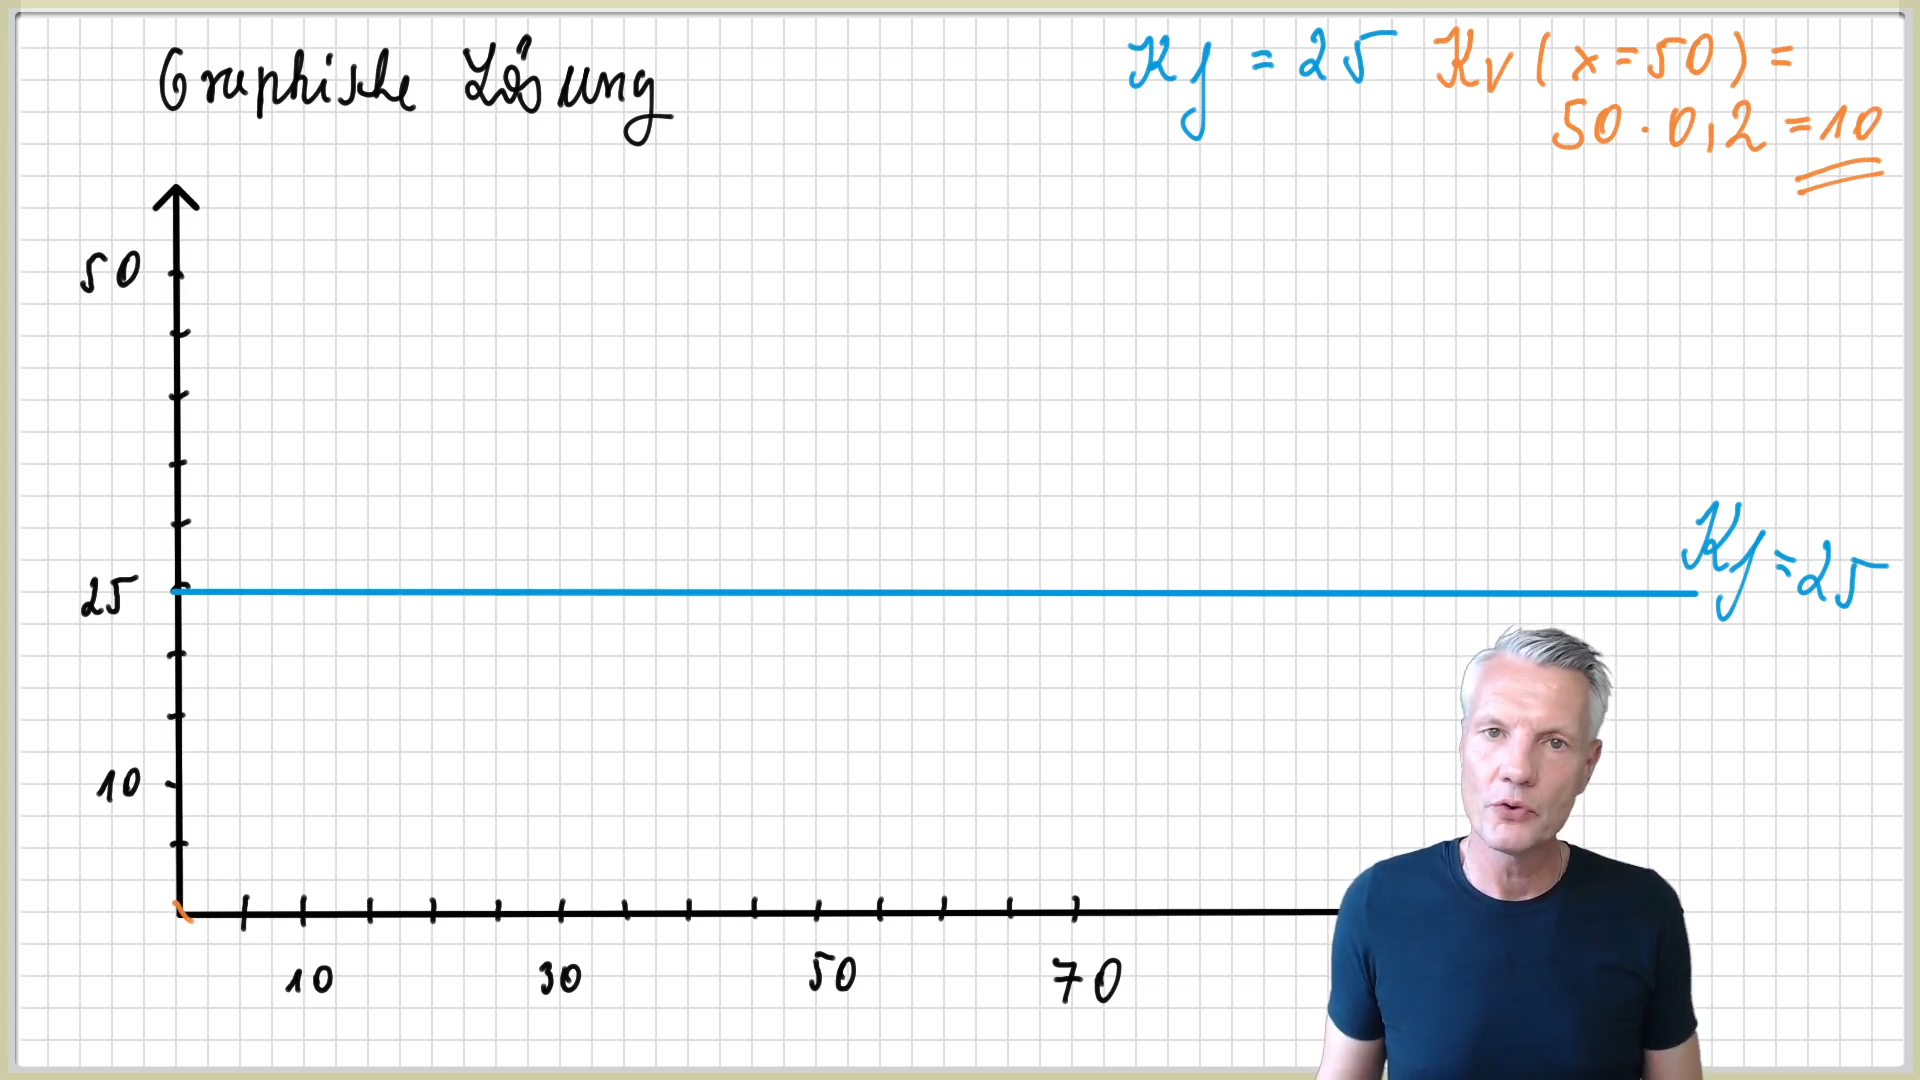 Graphische Lösung
Kf = 25
Kv (x=50) =
50 · 0,2 = 10
50
25
10
Kf = 25
10 30 50 70